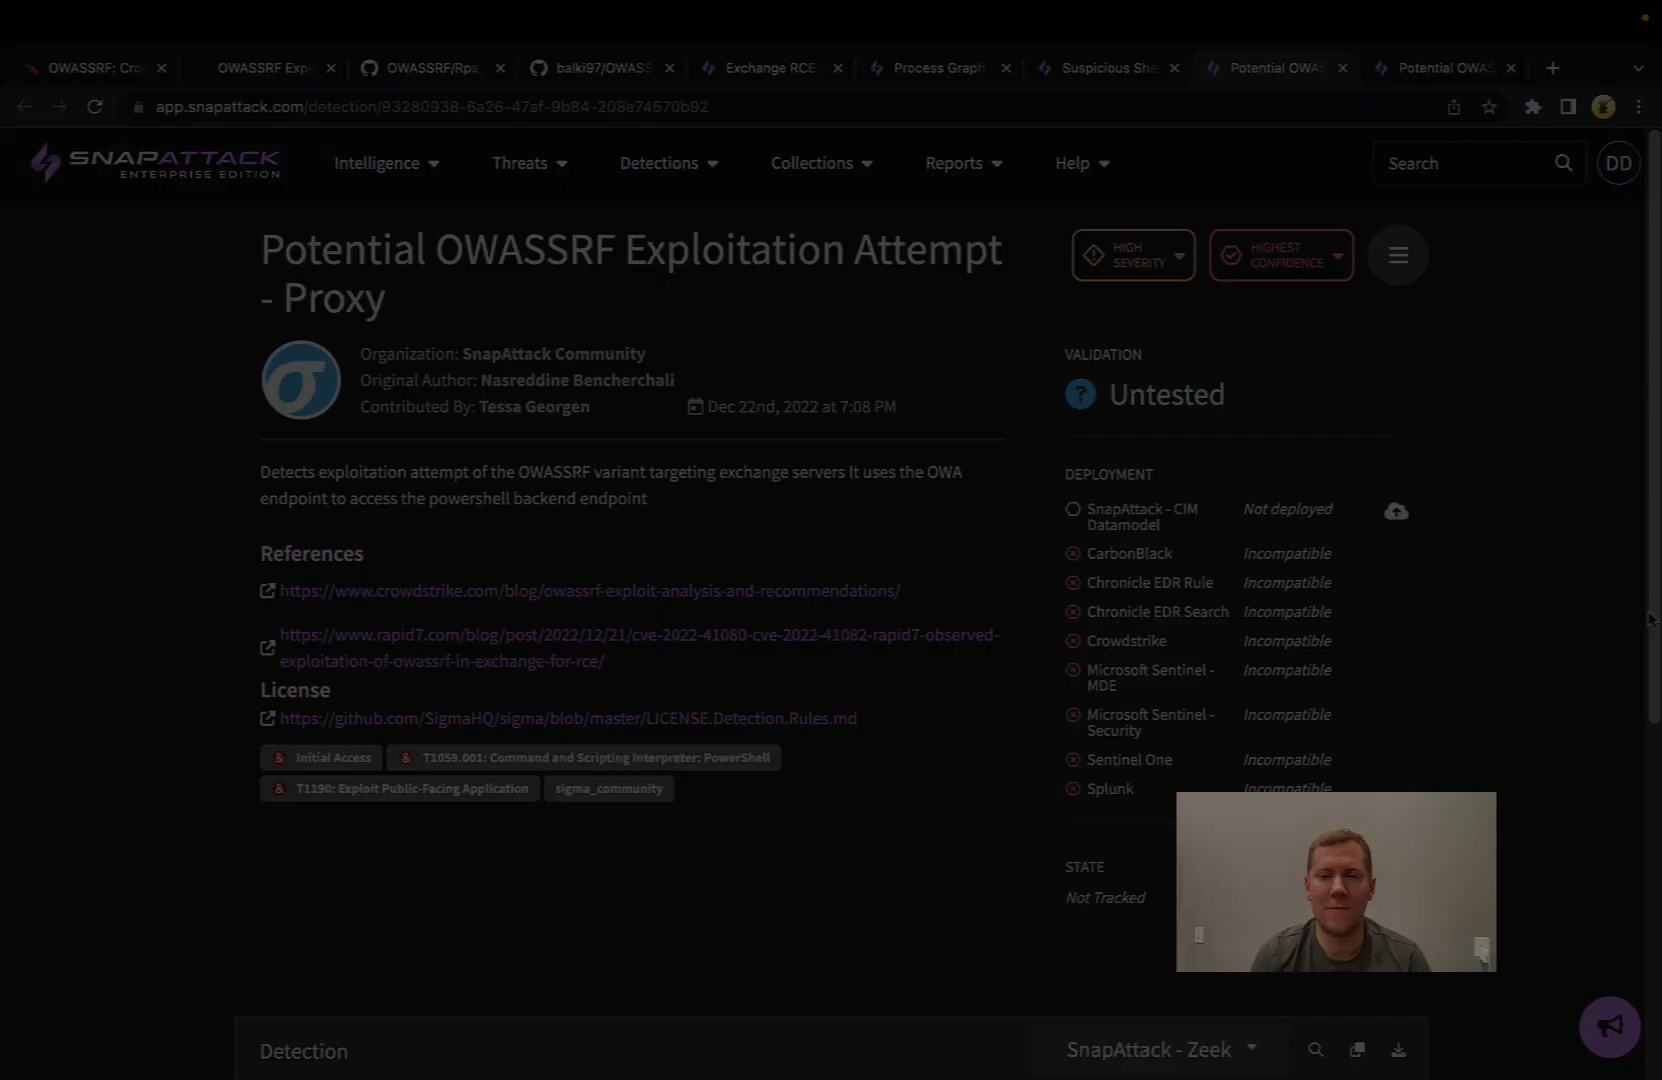 OWASSRF: Cro
OWASSRF Expl
OWASSRF/Rps_
balki97/OWASS
Exchange RCE
Process Graph
Suspicious She
Potential OWAS
Potential OWAS
app.snapattack.com/detection/93280938-6a26-47af-9b84-208e74570b92
SNAPATTACK
ENTERPRISE EDITION
Intelligence
Threats
Detections
Collections
Reports
Help
Search
DD
Potential OWASSRF Exploitation Attempt
- Proxy
HIGH
SEVERITY
HIGHEST
CONFIDENCE
Organization: SnapAttack Community
Original Author: Nasreddine Bencherchali
Contributed By: Tessa Georgen
Dec 22nd, 2022 at 7:08 PM
Detects exploitation attempt of the OWASSRF variant targeting exchange servers It uses the OWA
endpoint to access the powershell backend endpoint
References
https://www.crowdstrike.com/blog/owassrf-exploit-analysis-and-recommendations/
https://www.rapid7.com/blog/post/2022/12/21/cve-2022-41080-cve-2022-41082-rapid7-observed-
exploitation-of-owassrf-in-exchange-for-rce/
License
https://github.com/SigmaHQ/sigma/blob/master/LICENSE.Detection.Rules.md
& Initial Access
& T1059.001: Command and Scripting Interpreter: PowerShell
& T1190: Exploit Public-Facing Application
sigma_community
VALIDATION
? Untested
DEPLOYMENT
SnapAttack - CIM Not deployed
Datamodel
CarbonBlack Incompatible
Chronicle EDR Rule Incompatible
Chronicle EDR Search Incompatible
Crowdstrike Incompatible
Microsoft Sentinel - Incompatible
MDE
Microsoft Sentinel - Incompatible
Security
Sentinel One Incompatible
Splunk Incompatible
STATE
Not Tracked
Detection
SnapAttack - Zeek